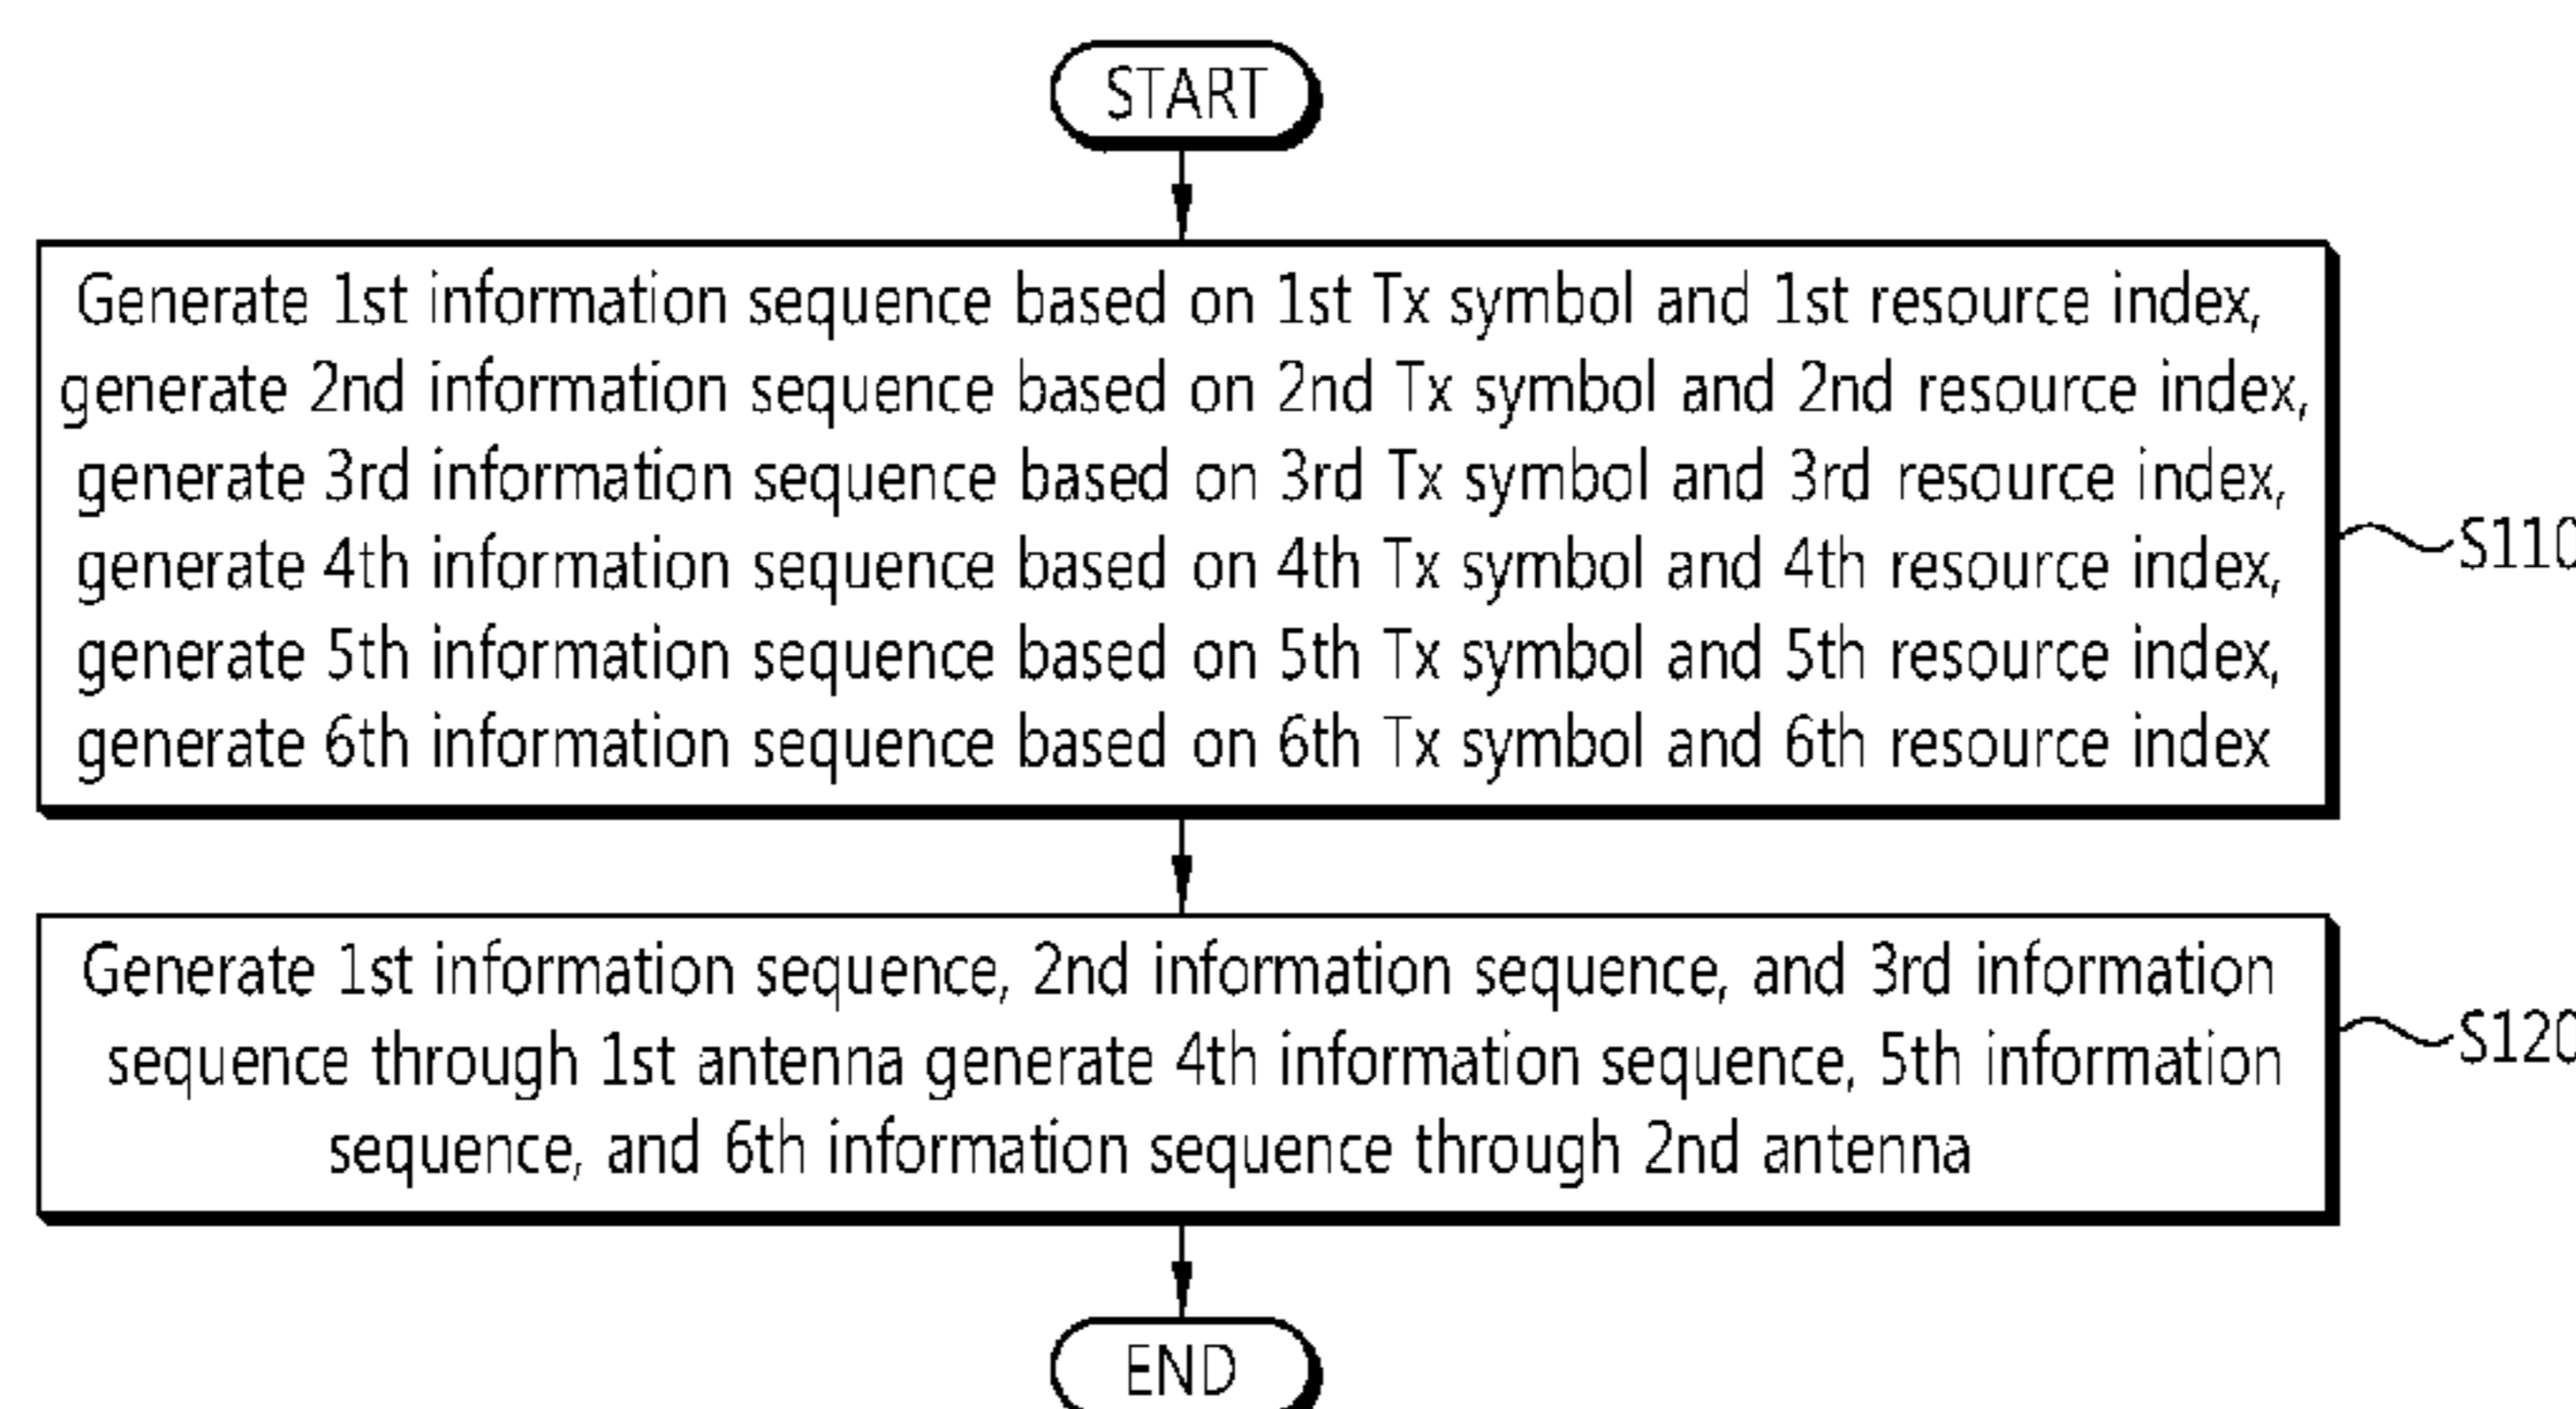 START
Generate 1st information sequence based on 1st Tx symbol and 1st resource index,
generate 2nd information sequence based on 2nd Tx symbol and 2nd resource index,
generate 3rd information sequence based on 3rd Tx symbol and 3rd resource index,
generate 4th information sequence based on 4th Tx symbol and 4th resource index,
generate 5th information sequence based on 5th Tx symbol and 5th resource index,
generate 6th information sequence based on 6th Tx symbol and 6th resource index
S110
Generate 1st information sequence, 2nd information sequence, and 3rd information
sequence through 1st antenna generate 4th information sequence, 5th information
sequence, and 6th information sequence through 2nd antenna
S120
END